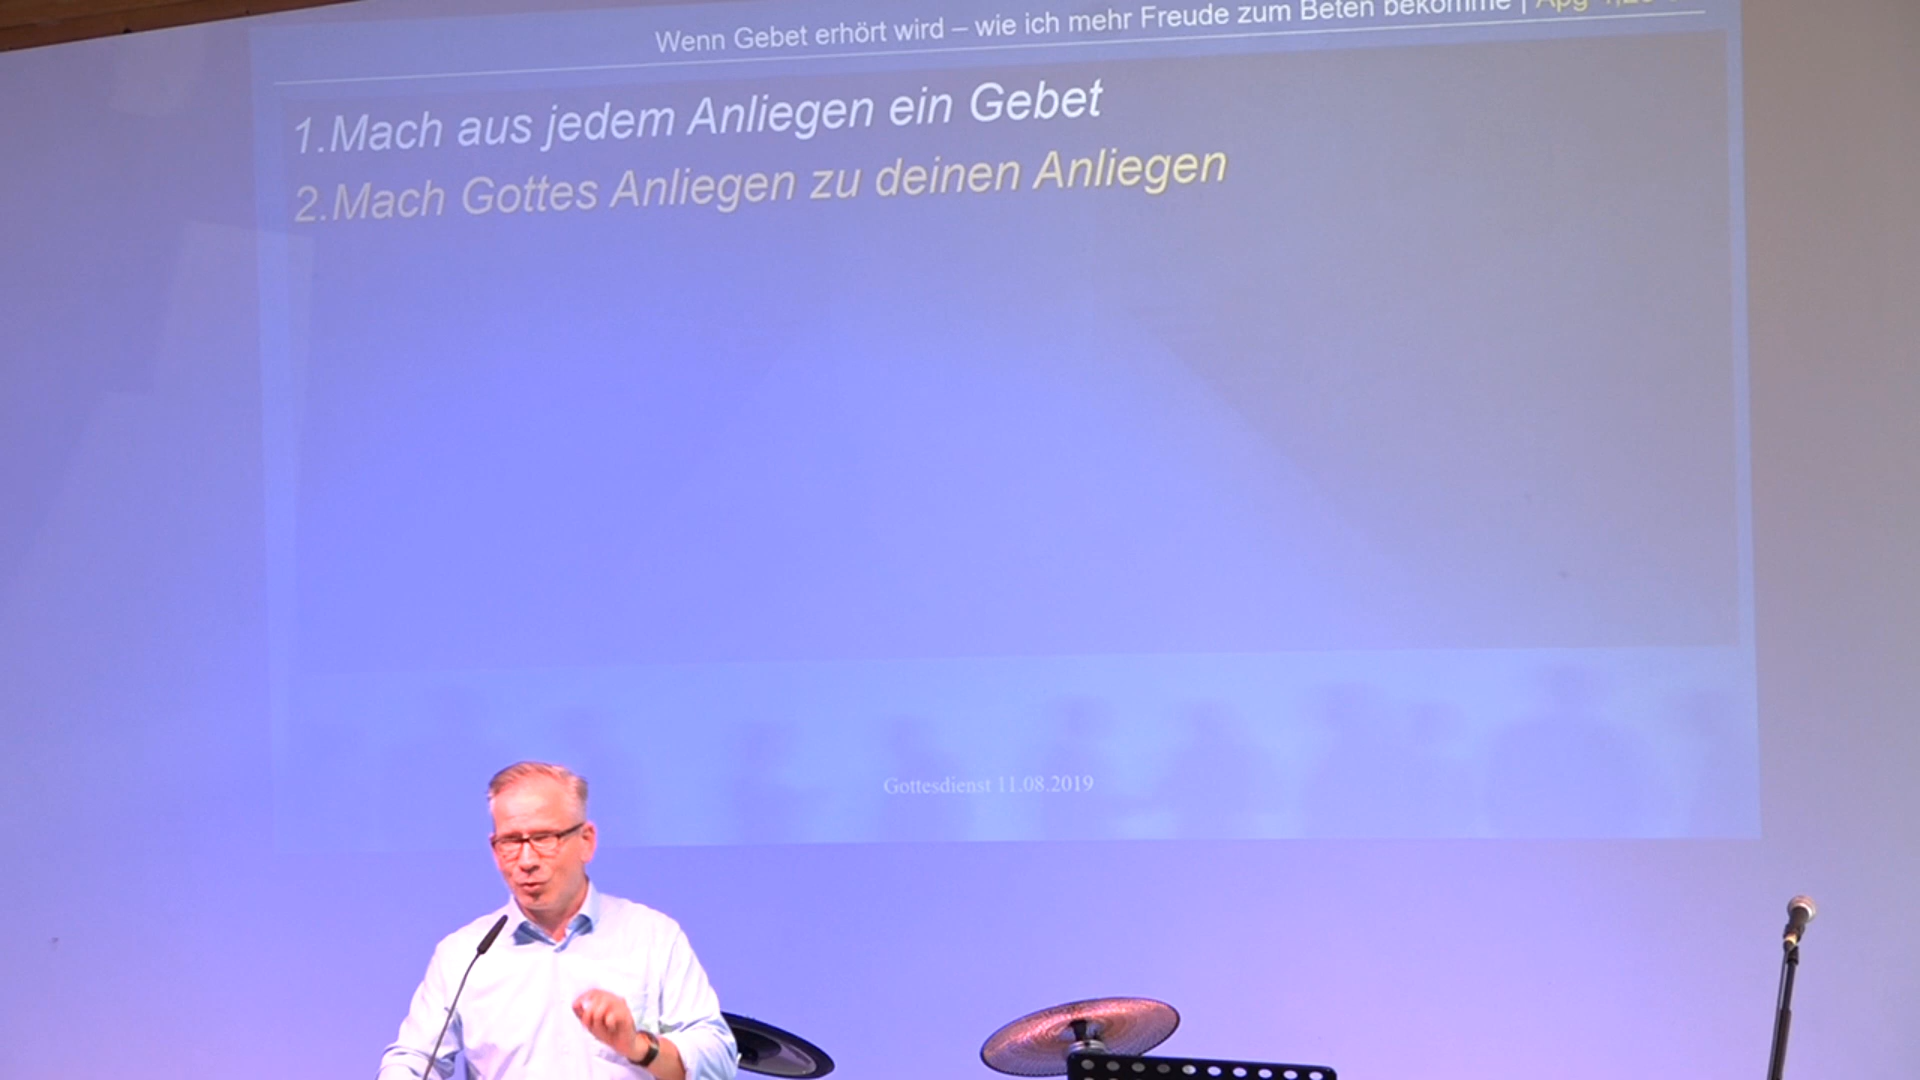 Wenn Gebet erhört wird – wie ich mehr Freude zum Beten bekomme | Apg
1.Mach aus jedem Anliegen ein Gebet
2.Mach Gottes Anliegen zu deinen Anliegen
Gottesdienst 11.08.2019